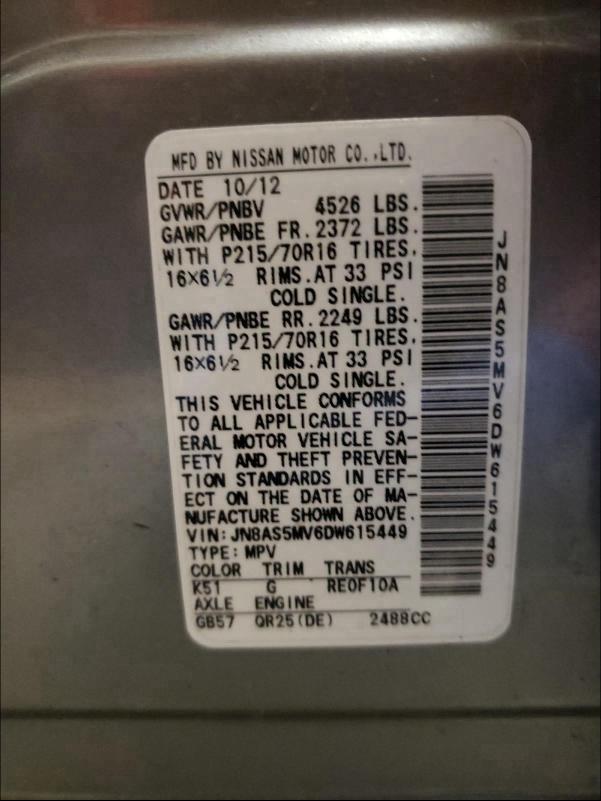 MFD BY NISSAN MOTOR CO.,LTD.
DATE 10/12
GVWR/PNBV 4526 LBS.
GAWR/PNBE FR. 2372 LBS.
WITH P215/70R16 TIRES,
16X6½ RIMS. AT 33 PSI
COLD SINGLE.
GAWR/PNBE RR. 2249 LBS.
WITH P215/70R16 TIRES,
16X6½ RIMS. AT 33 PSI
COLD SINGLE.
THIS VEHICLE CONFORMS
TO ALL APPLICABLE FED-
ERAL MOTOR VEHICLE SA-
FETY AND THEFT PREVEN-
TION STANDARDS IN EFF-
ECT ON THE DATE OF MA-
NUFACTURE SHOWN ABOVE.
VIN: JN8AS5MV6DW615449
TYPE: MPV
COLOR TRIM TRANS
K51 G RE0F10A
AXLE ENGINE
GB57 QR25(DE) 2488CC
JN8AS5MV6DW615449